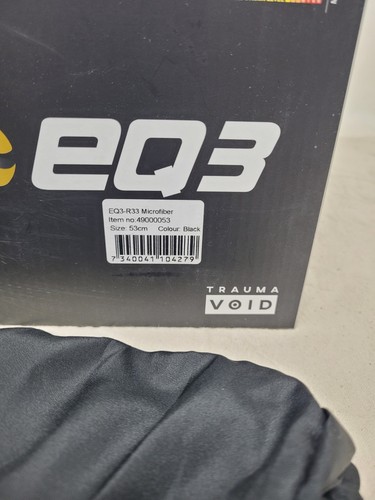 eQ3
EQ3-R33 Microfiber
Item no:49000053
Size: 53cm Colour: Black
7 340041 104279
TRAUMA
VOID